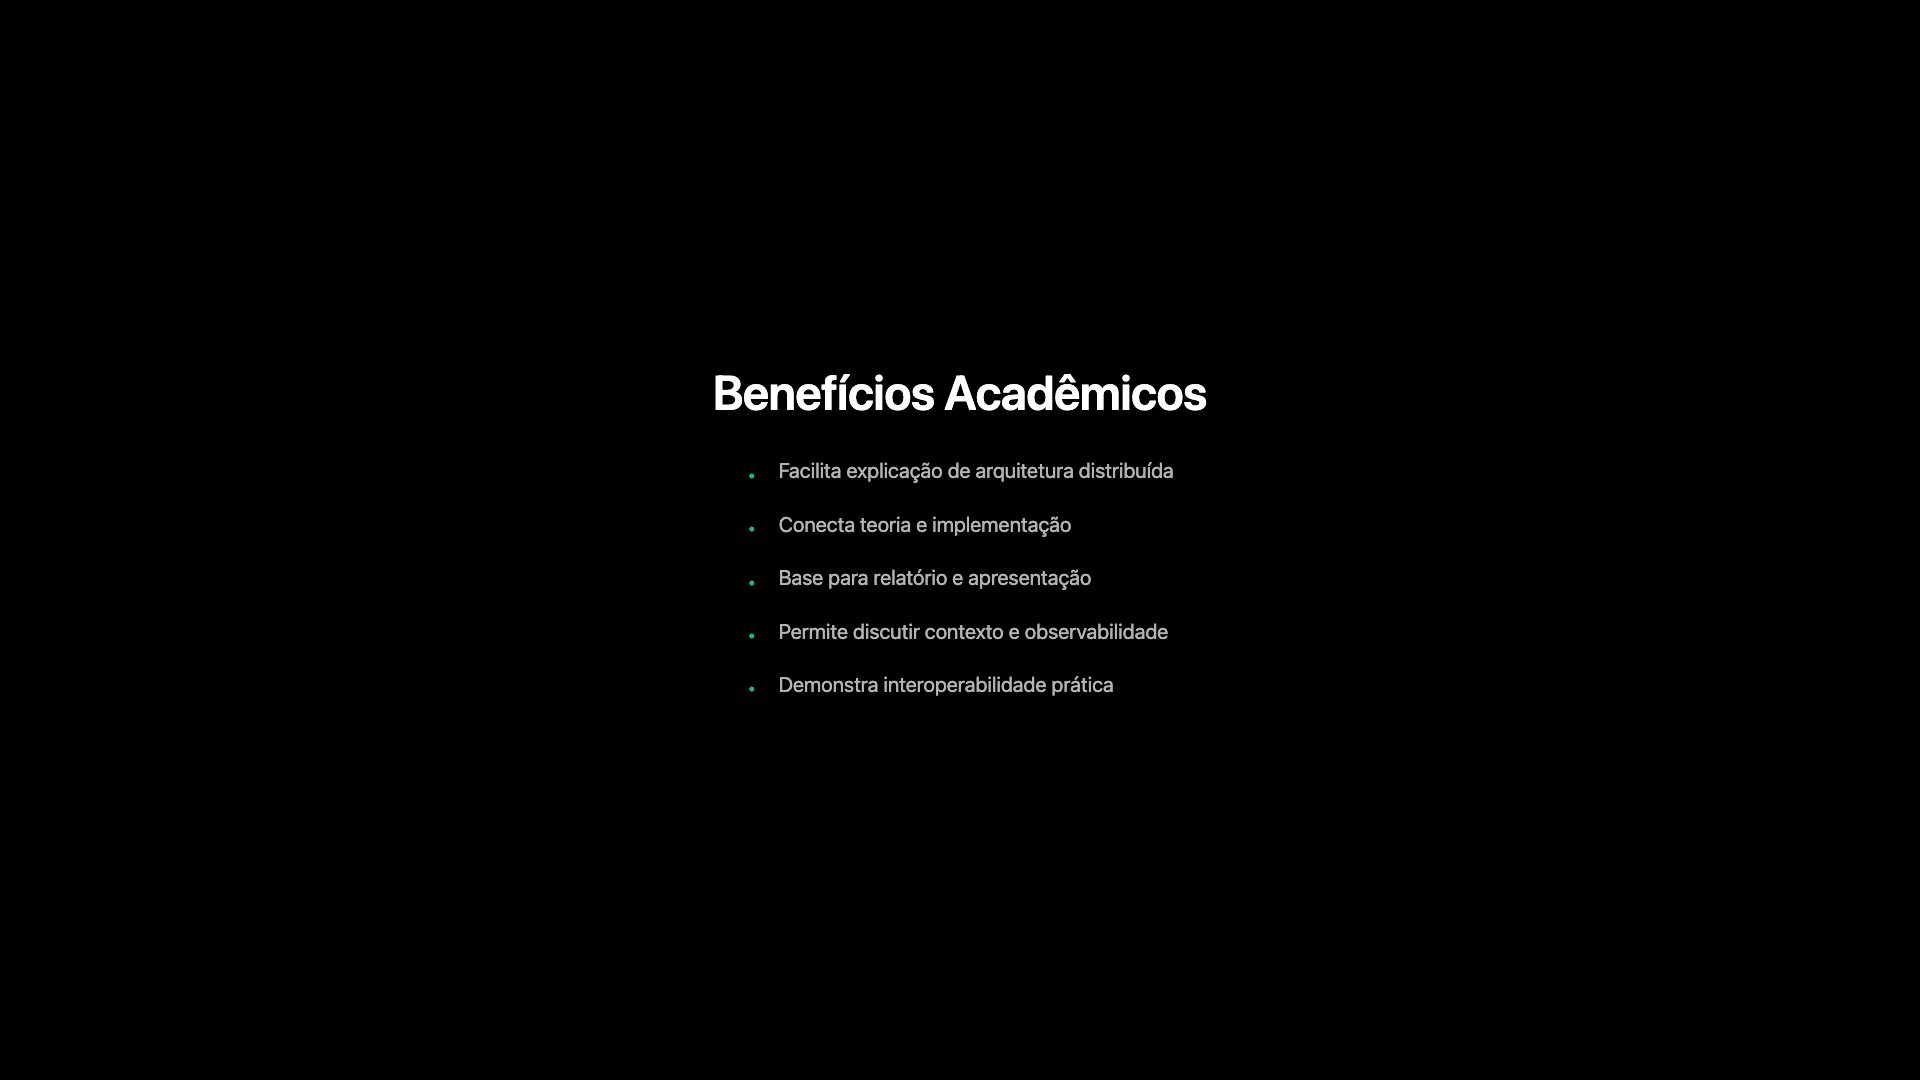 Benefícios Acadêmicos
• Facilita explicação de arquitetura distribuída
• Conecta teoria e implementação
• Base para relatório e apresentação
• Permite discutir contexto e observabilidade
• Demonstra interoperabilidade prática